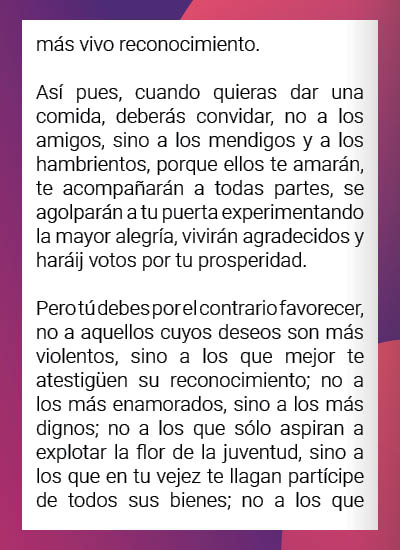 más vivo reconocimiento.
Así pues, cuando quieras dar una
comida, deberás convidar, no a los
amigos, sino a los mendigos y a los
hambrientos, porque ellos te amarán,
te acompañarán a todas partes, se
agolparán a tu puerta experimentando
la mayor alegría, vivirán agradecidos y
haráij votos por tu prosperidad.
Pero tú debes por el contrario favorecer,
no a aquellos cuyos deseos son más
violentos, sino a los que mejor te
atestigüen su reconocimiento; no a
los más enamorados, sino a los más
dignos; no a los que sólo aspiran a
explotar la flor de la juventud, sino a
los que en tu vejez te llagan partícipe
de todos sus bienes; no a los que